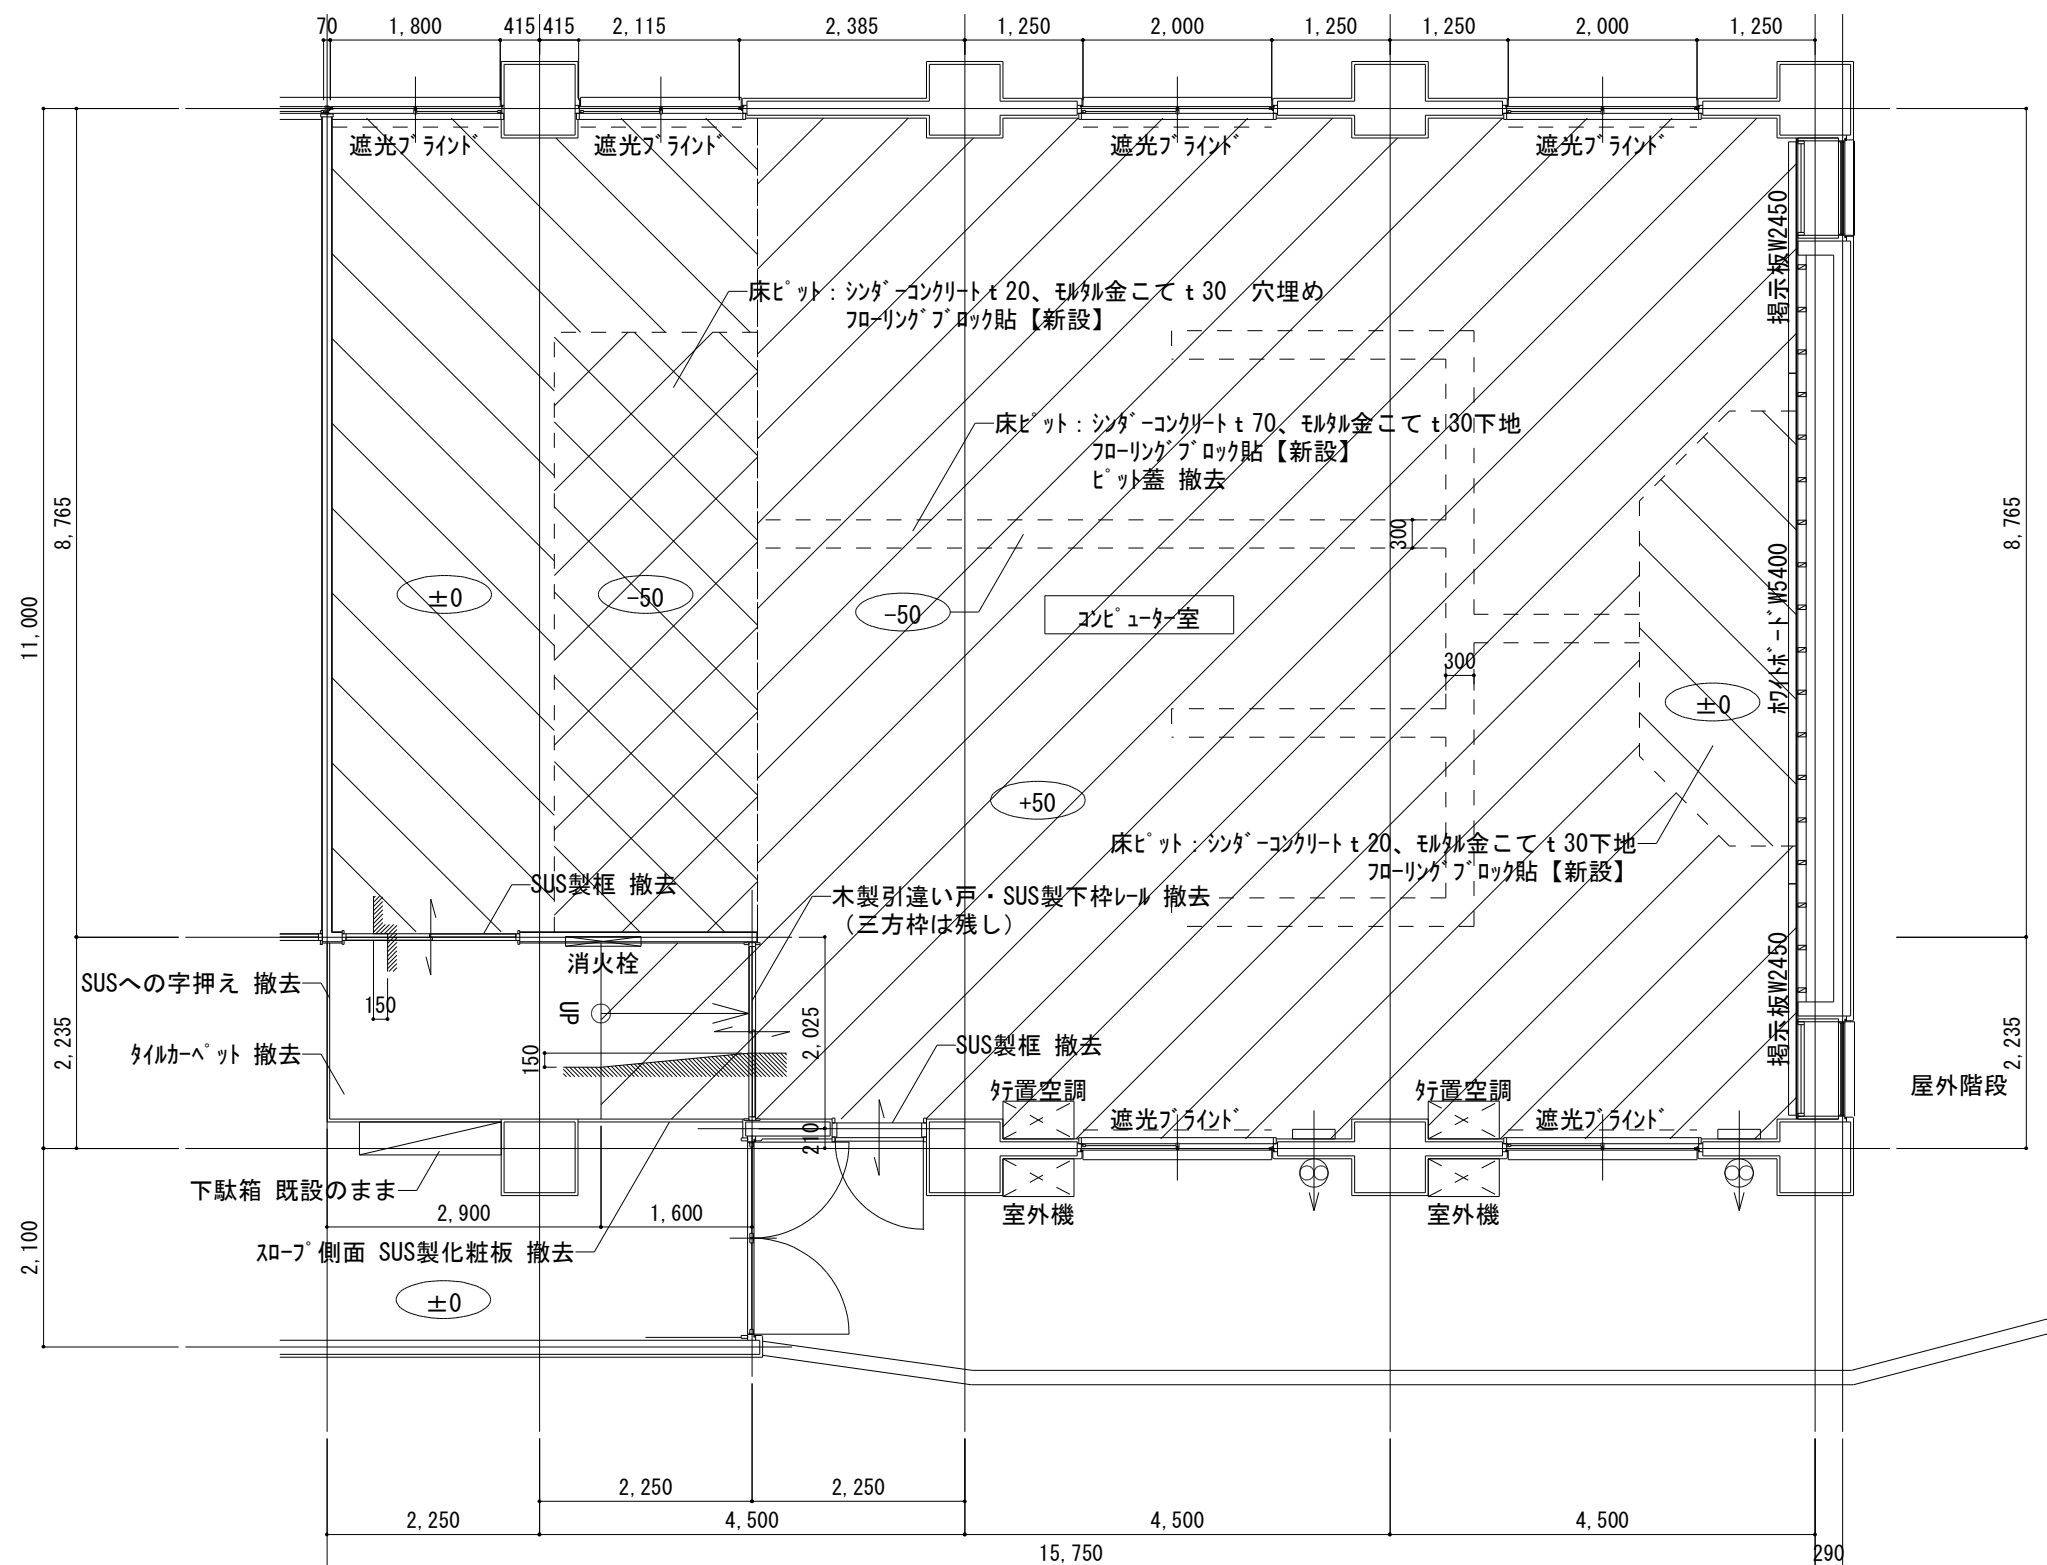 70
1,800
415
415
2,115
2,385
1,250
2,000
1,250
1,250
2,000
1,250
遮光ブラインド
遮光ブラインド
遮光ブラインド
遮光ブラインド
掲示板W2450
床ピット：シンダーコンクリートt20、モルタル金こてt30　穴埋め
フローリングブロック貼【新設】
床ピット：シンダーコンクリートt70、モルタル金こてt30下地
フローリングブロック貼【新設】
ピット蓋 撤去
8,765
11,000
8,765
300
ホワイトボードW5400
±0
-50
-50
コンピューター室
300
±0
+50
床ピット：シンダーコンクリートt20、モルタル金こてt30下地
フローリングブロック貼【新設】
SUS製框 撤去
木製引違い戸・SUS製下枠レール 撤去
（三方枠は残し）
消火栓
SUSへの字押え 撤去
150
UP
2,025
掲示板W2450
2,235
2,235
タイルカーペット 撤去
150
SUS製框 撤去
タテ置空調
タテ置空調
屋外階段
遮光ブラインド
遮光ブラインド
210
下駄箱 既設のまま
2,900
1,600
室外機
室外機
2,100
スロープ側面 SUS製化粧板 撤去
±0
2,250
2,250
2,250
4,500
4,500
4,500
15,750
290